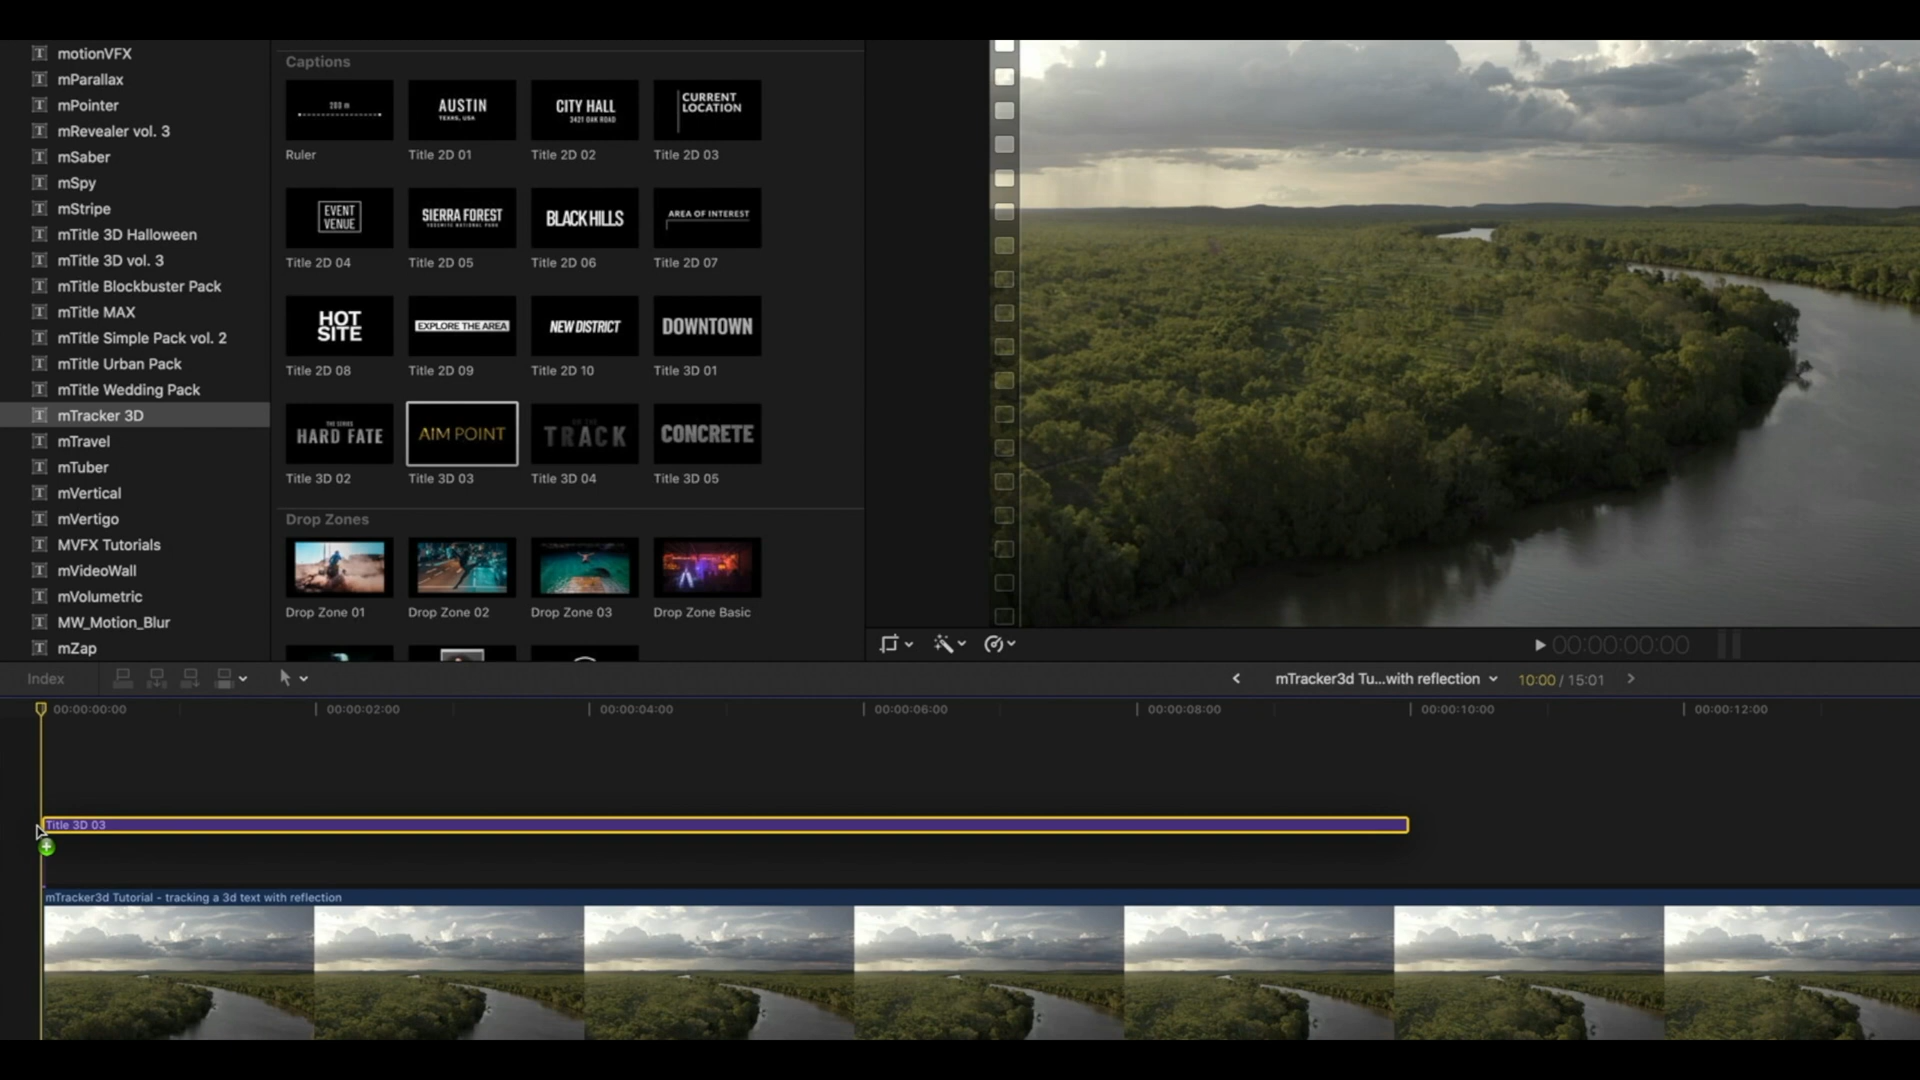 motionVFX
mParallax
mPointer
mRevealer vol. 3
mSaber
mSpy
mStripe
mTitle 3D Halloween
mTitle 3D vol. 3
mTitle Blockbuster Pack
mTitle MAX
mTitle Simple Pack vol. 2
mTitle Urban Pack
mTitle Wedding Pack
mTracker 3D
mTravel
mTuber
mVertical
mVertigo
MVFX Tutorials
mVideoWall
mVolumetric
MW_Motion_Blur
mZap
Captions
200 m
AUSTIN
TEXAS, USA
CITY HALL
3421 OAK ROAD
CURRENT
LOCATION
Ruler
Title 2D 01
Title 2D 02
Title 2D 03
EVENT
VENUE
SIERRA FOREST
YOSEMITE NATIONAL PARK
BLACK HILLS
AREA OF INTEREST
Title 2D 04
Title 2D 05
Title 2D 06
Title 2D 07
HOT
SITE
EXPLORE THE AREA
NEW DISTRICT
DOWNTOWN
Title 2D 08
Title 2D 09
Title 2D 10
Title 3D 01
THE SERIES
HARD FATE
AIM POINT
TRACK
CONCRETE
Title 3D 02
Title 3D 03
Title 3D 04
Title 3D 05
Drop Zones
Drop Zone 01
Drop Zone 02
Drop Zone 03
Drop Zone Basic
00:00:00:00
Index
mTracker3d Tu...with reflection
10:00 / 15:01
00:00:00:00
00:00:02:00
00:00:04:00
00:00:06:00
00:00:08:00
00:00:10:00
00:00:12:00
Title 3D 03
mTracker3d Tutorial - tracking a 3d text with reflection